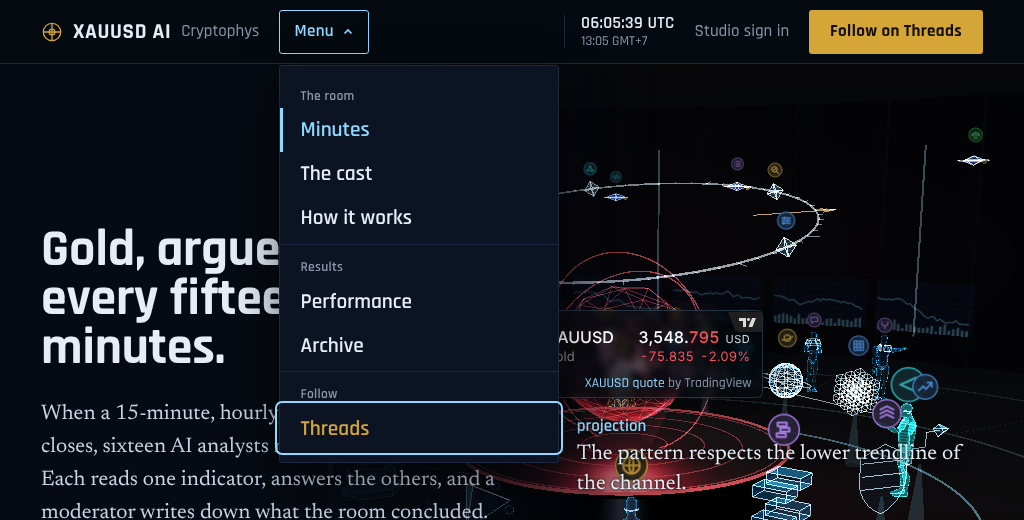 XAUUSD AI Cryptophys Menu 06:05:39 UTC Studio sign in Follow on Threads
13:05 GMT+7
The room
Minutes
The cast
How it works
Results
Performance
Archive
Follow
Threads
Gold, argue
every fiftee
minutes.
When a 15-minute, hourly
closes, sixteen AI analysts
Each reads one indicator, answers the others, and a
moderator writes down what the room concluded.
AUUSD 3,548.795 USD
old -75.835 -2.09%
XAUUSD quote by TradingView
projection
The pattern respects the lower trendline of
the channel.